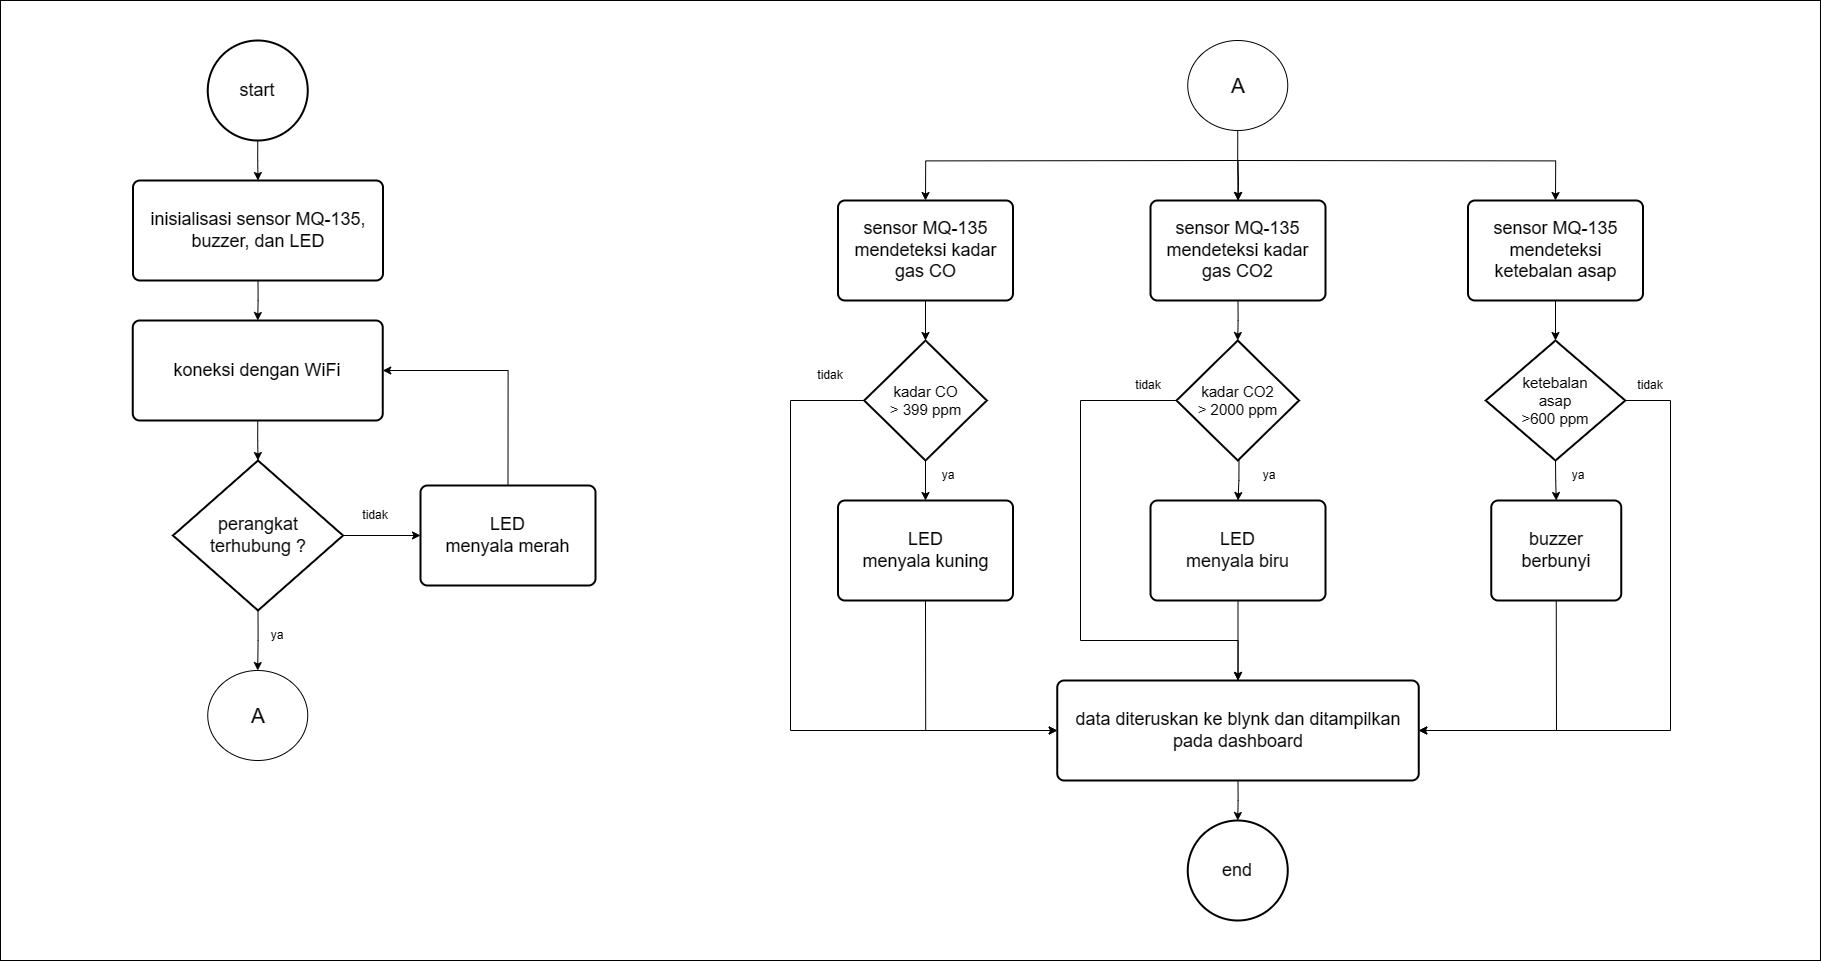 start
inisialisasi sensor MQ-135,
buzzer, dan LED
koneksi dengan WiFi
perangkat
terhubung ?
tidak
LED
menyala merah
ya
A
A
sensor MQ-135
mendeteksi kadar
gas CO
sensor MQ-135
mendeteksi kadar
gas CO2
sensor MQ-135
mendeteksi
ketebalan asap
tidak
kadar CO
> 399 ppm
tidak
kadar CO2
> 2000 ppm
ketebalan
asap
>600 ppm
tidak
ya
ya
ya
LED
menyala kuning
LED
menyala biru
buzzer
berbunyi
data diteruskan ke blynk dan ditampilkan
pada dashboard
end